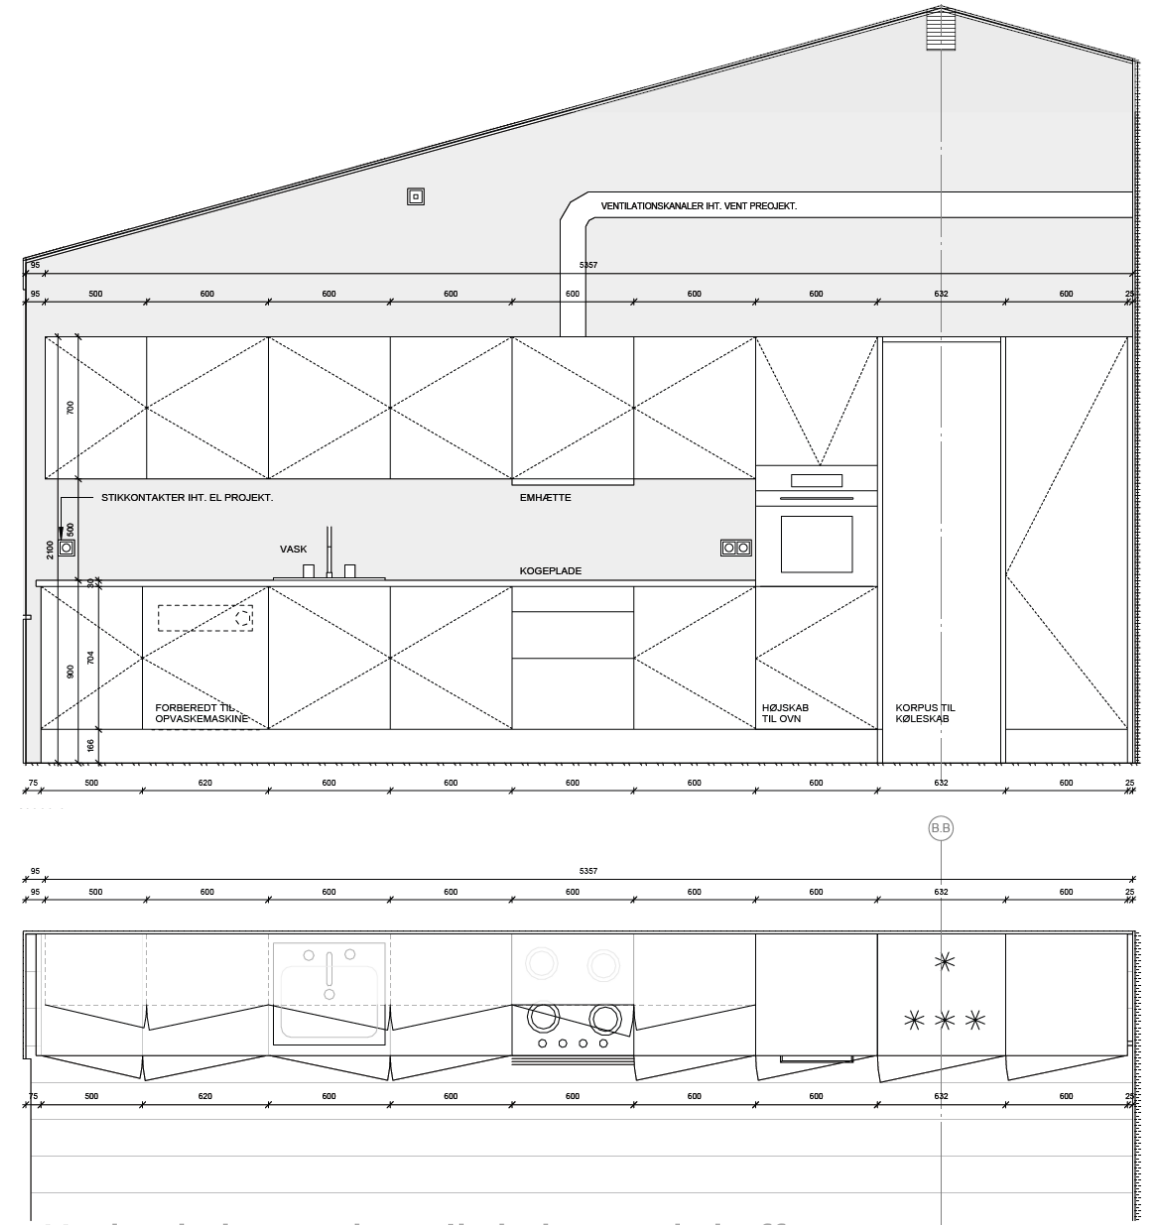 VENTILATIONSKANALER IHT. VENT PREOJEKT.
95 5357
95 500 600 600 600 600 600 600 632 600 25
700
STIKKONTAKTER IHT. EL PROJEKT.
EMHÆTTE
500
2100
VASK
KOGEPLADE
30
704
900
FORBEREDT TIL
OPVASKEMASKINE
HØJSKAB
TIL OVN
KORPUS TIL
KØLESKAB
166
75 500 620 600 600 600 600 600 632 600 25
B.B
95 5357
95 500 600 600 600 600 600 600 632 600 25
75 500 620 600 600 600 600 600 632 600 25